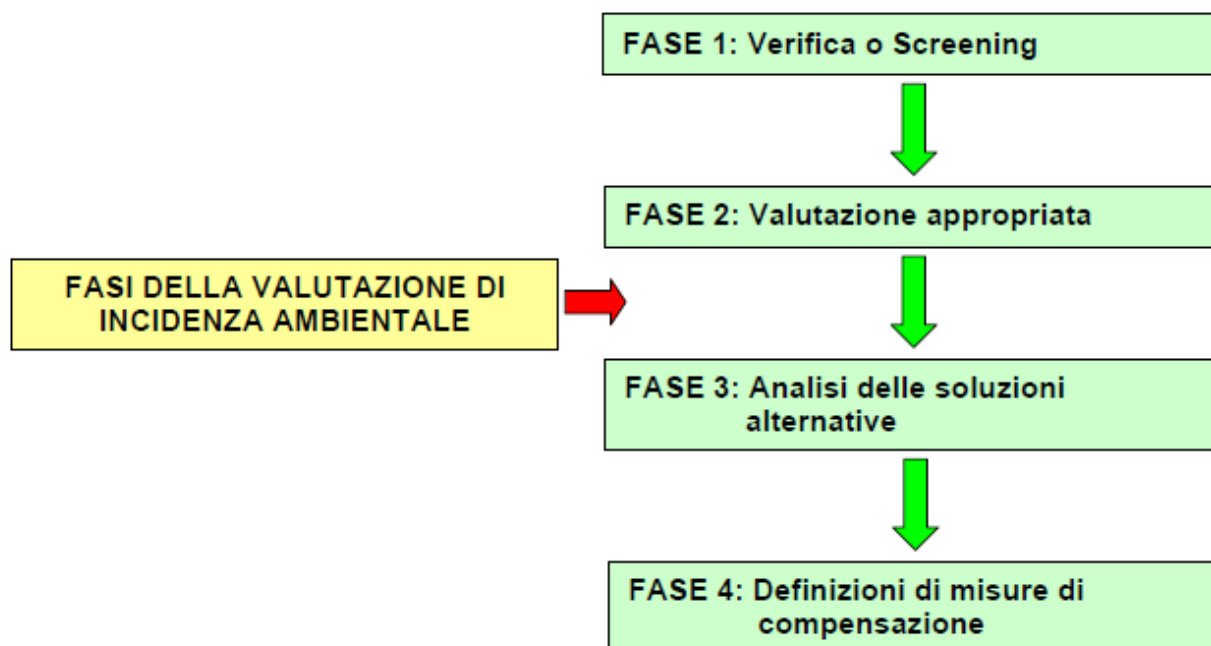 FASE 1: Verifica o Screening
FASE 2: Valutazione appropriata
FASI DELLA VALUTAZIONE DI
INCIDENZA AMBIENTALE
FASE 3: Analisi delle soluzioni
alternative
FASE 4: Definizioni di misure di
compensazione